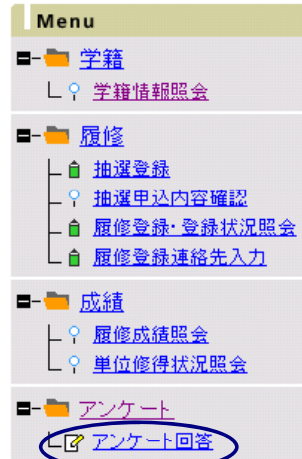 Menu
学籍
学籍情報照会
履修
抽選登録
抽選申込内容確認
履修登録・登録状況照会
履修登録連絡先入力
成績
履修成績照会
単位修得状況照会
アンケート
アンケート回答